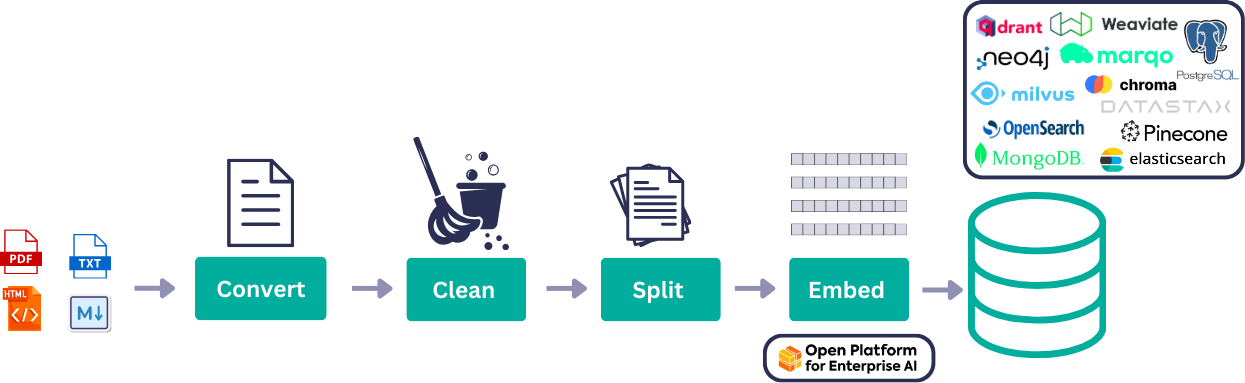 PDF
TXT
HTML
</>
M↓
Convert
Clean
Split
Embed
Open Platform
for Enterprise AI
qdrant
Weaviate
PostgreSQL
neo4j
marqo
milvus
chroma
DATASTAX
OpenSearch
Pinecone
MongoDB.
elasticsearch